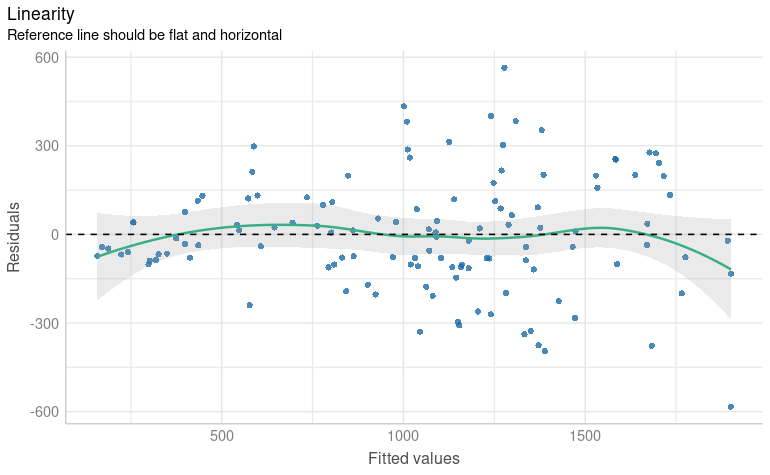 Linearity
Reference line should be flat and horizontal
600
300
0
-300
-600
Residuals
500
1000
1500
Fitted values